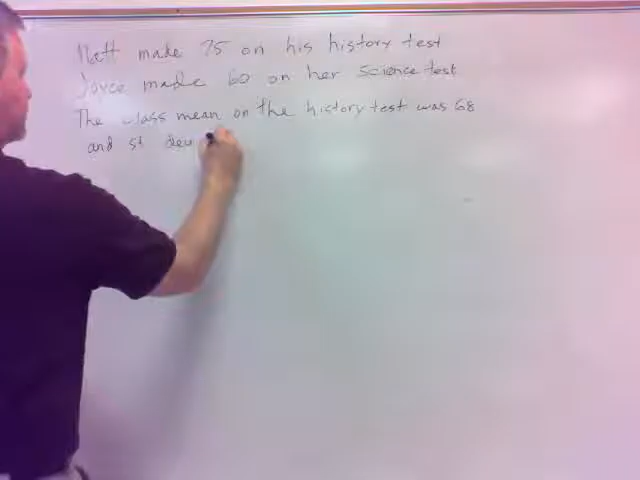 Matt made 75 on his history test
Joyce made 60 on her science test
The class mean on the history test was 68
and st dev